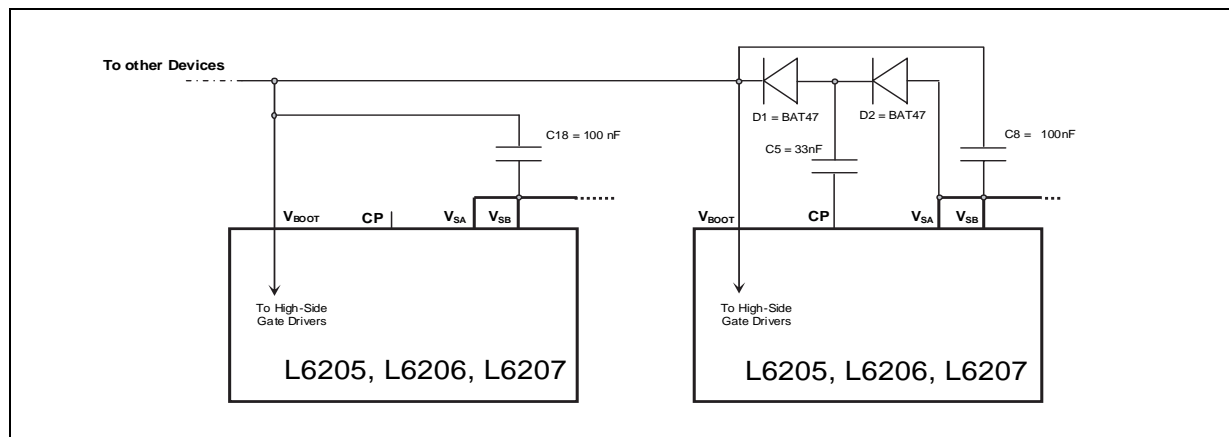 To other Devices
D1 = BAT47
D2 = BAT47
C18 = 100 nF
C5 = 33nF
C8 = 100nF
VBOOT
CP
VSA
VSB
VBOOT
CP
VSA
VSB
To High-Side
Gate Drivers
To High-Side
Gate Drivers
L6205, L6206, L6207
L6205, L6206, L6207